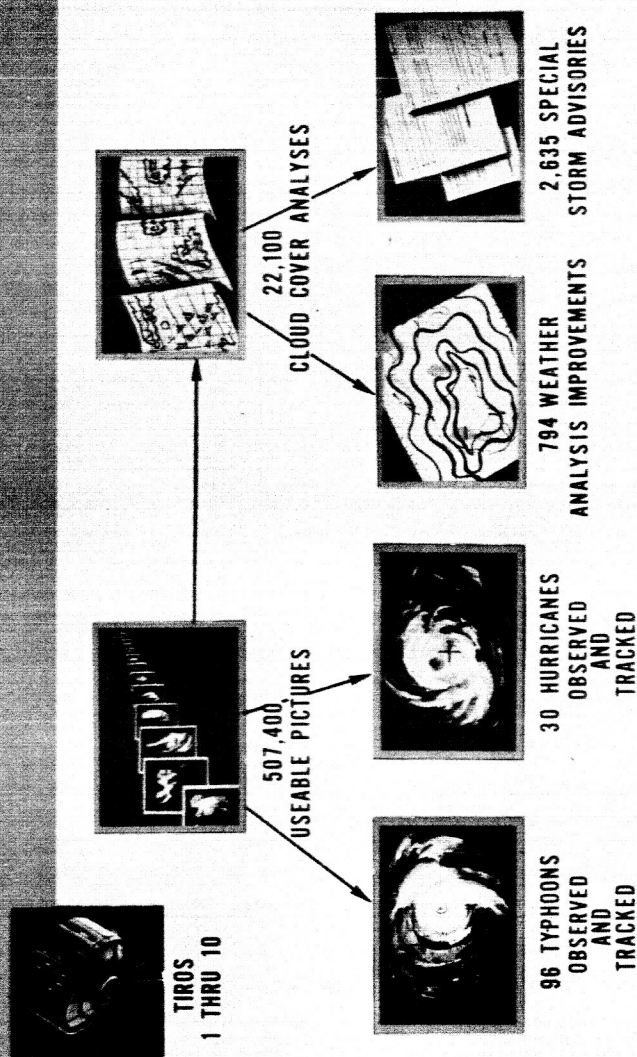 TIROS
1 THRU 10
507,400
USEABLE PICTURES
22,100
CLOUD COVER ANALYSES
96 TYPHOONS
OBSERVED
AND
TRACKED
30 HURRICANES
OBSERVED
AND
TRACKED
794 WEATHER
ANALYSIS IMPROVEMENTS
2,635 SPECIAL
STORM ADVISORIES